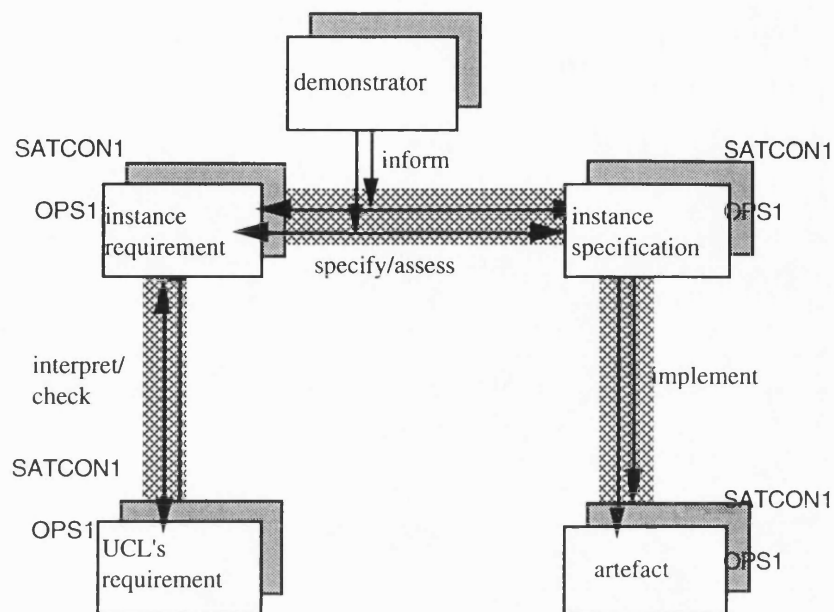 demonstrator
SATCON1
SATCON1
inform
OPS1
instance
requirement
instance
specification
OPS1
specify/assess
interpret/
check
implement
SATCON1
SATCON1
OPS1
UCL's
requirement
artefact
OPS1